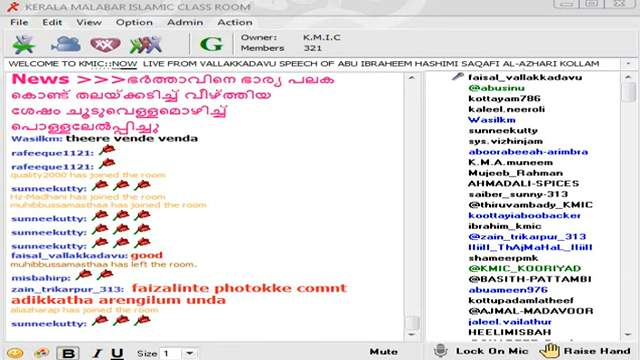 KERALA MALABAR ISLAMIC CLASS ROOM
File Edit View Option Admin Action
G
Owner: K.M.I.C
Members 321
WELCOME TO KMIC::NOW LIVE FROM VALLAKKADAVU SPEECH OF ABU IBRAHEEM HASHIMI SAQAFI AL-AZHARI KOLLAM
News >>>ഭർത്താവിനെ ഭാര്യ പലക
കൊണ്ട് തലയ്ക്കടിച്ച് വീഴ്ത്തിയ
ശേഷം ചൂടുവെള്ളമൊഴിച്ച്
പൊള്ളലേൽപ്പിച്ചു
Wasilkm: theere vende venda
rafeeque1121:
rafeeque1121:
quality2000 has joined the room
sunneekutty:
Hz-Madhani has joined the room
muhibbusamasthaa has joined the room
sunneekutty:
sunneekutty:
sunneekutty:
faisal_vallakkadavu: good
muhibbusamasthaa has left the room.
misbahirp:
zain_trikarpur_313: faizalinte photokke comnt
adikkatha arengilum unda
aliazharap has joined the room
sunneekutty:
faisal_vallakkadavu
@abusinu
kottayam786
kaleel.neeroli
Wasilkm
sunneekutty
sys.vizhinjam
aboorabeeah-arimbra
K.M.A.muneem
Mujeeb_Rahman
AHMADALI-SPICES
saiber_sunny-313
@thiruvambady_KMIC
koottayiaboobacker
ibrahim_kmic
@zain_trikarpur_313
shameerpmk
@KMIC_KOORIYAD
@BASITH-PATTAMBI
abuameen976
kottupadamlatheef
@AJMAL-MADAVOOR
jaleel.vailathur
HEELIMISBAH
B I U Size 1 Mute Lock On Mic Raise Hand